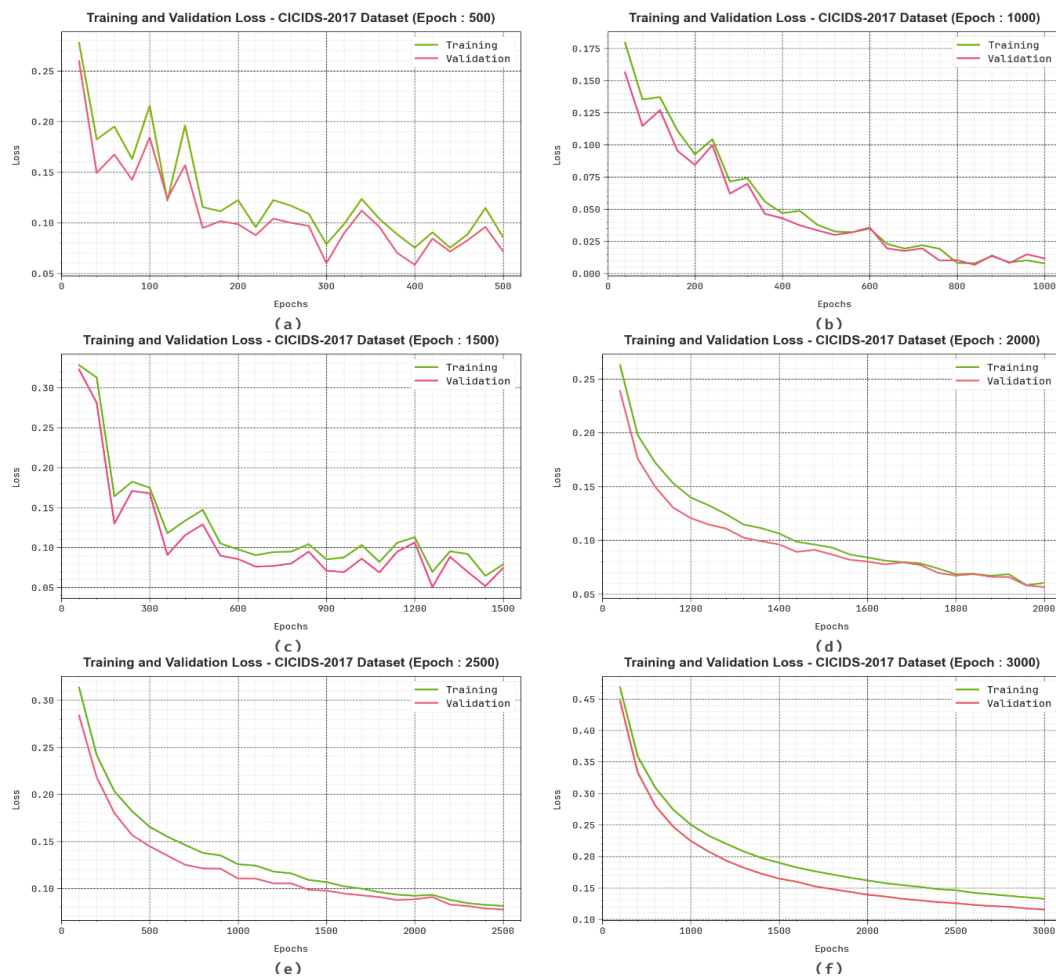 Training and Validation Loss - CICIDS-2017 Dataset (Epoch : 500)
Training
Validation
0.25
0.20
0.15
0.10
0.05
Loss
0 100 200 300 400 500
Epochs
(a)
Training and Validation Loss - CICIDS-2017 Dataset (Epoch : 1000)
Training
Validation
0.175
0.150
0.125
0.100
0.075
0.050
0.025
0.000
Loss
0 200 400 600 800 1000
Epochs
(b)
Training and Validation Loss - CICIDS-2017 Dataset (Epoch : 1500)
Training
Validation
0.30
0.25
0.20
0.15
0.10
0.05
Loss
0 300 600 900 1200 1500
Epochs
(c)
Training and Validation Loss - CICIDS-2017 Dataset (Epoch : 2000)
Training
Validation
0.25
0.20
0.15
0.10
0.05
Loss
0 1200 1400 1600 1800 2000
Epochs
(d)
Training and Validation Loss - CICIDS-2017 Dataset (Epoch : 2500)
Training
Validation
0.30
0.25
0.20
0.15
0.10
Loss
0 500 1000 1500 2000 2500
Epochs
(e)
Training and Validation Loss - CICIDS-2017 Dataset (Epoch : 3000)
Training
Validation
0.45
0.40
0.35
0.30
0.25
0.20
0.15
0.10
Loss
0 1000 1500 2000 2500 3000
Epochs
(f)